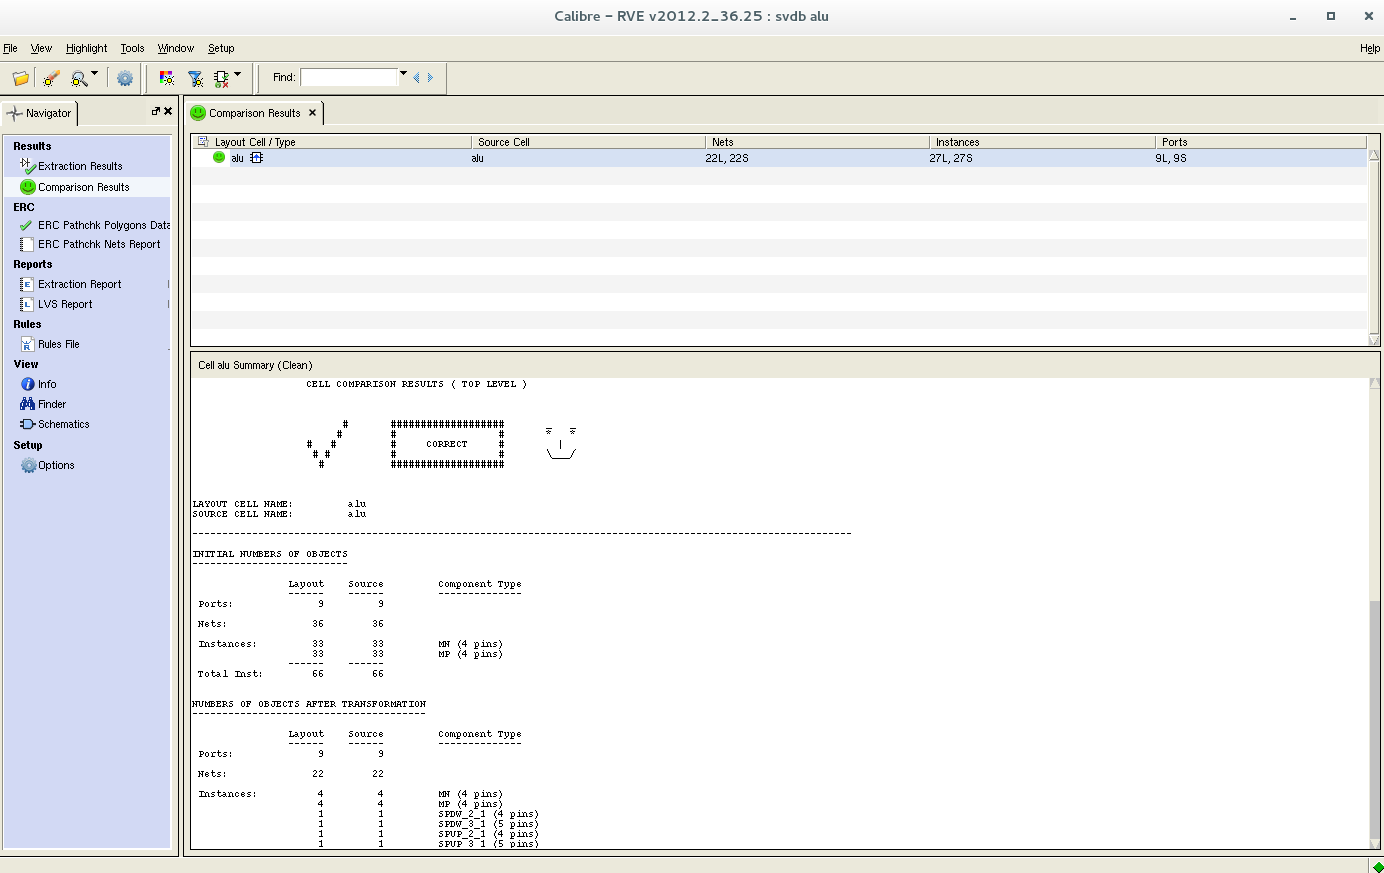 Calibre - RVE v2012.2_36.25 : svdb alu
File View Highlight Tools Window Setup Help
Find:
Navigator
Results
Extraction Results
Comparison Results
ERC
ERC Pathchk Polygons Data
ERC Pathchk Nets Report
Reports
Extraction Report
LVS Report
Rules
Rules File
View
Info
Finder
Schematics
Setup
Options
Comparison Results
Layout Cell / Type Source Cell Nets Instances Ports
alu alu 22L, 22S 27L, 27S 9L, 9S
Cell alu Summary (Clean)
CELL COMPARISON RESULTS ( TOP LEVEL )
# ################### _ _
# # # * *
# # # CORRECT # |
# # # # \___/
# ###################
LAYOUT CELL NAME: alu
SOURCE CELL NAME: alu
--------------------------------------------------------------------------------------------------------------
INITIAL NUMBERS OF OBJECTS
--------------------------
Layout Source Component Type
------ ------ --------------
Ports: 9 9
Nets: 36 36
Instances: 33 33 MN (4 pins)
33 33 MP (4 pins)
------ ------
Total Inst: 66 66
NUMBERS OF OBJECTS AFTER TRANSFORMATION
---------------------------------------
Layout Source Component Type
------ ------ --------------
Ports: 9 9
Nets: 22 22
Instances: 4 4 MN (4 pins)
4 4 MP (4 pins)
1 1 SPDW_2_1 (4 pins)
1 1 SPDW_3_1 (5 pins)
1 1 SPUP_2_1 (4 pins)
1 1 SPUP_3_1 (5 pins)